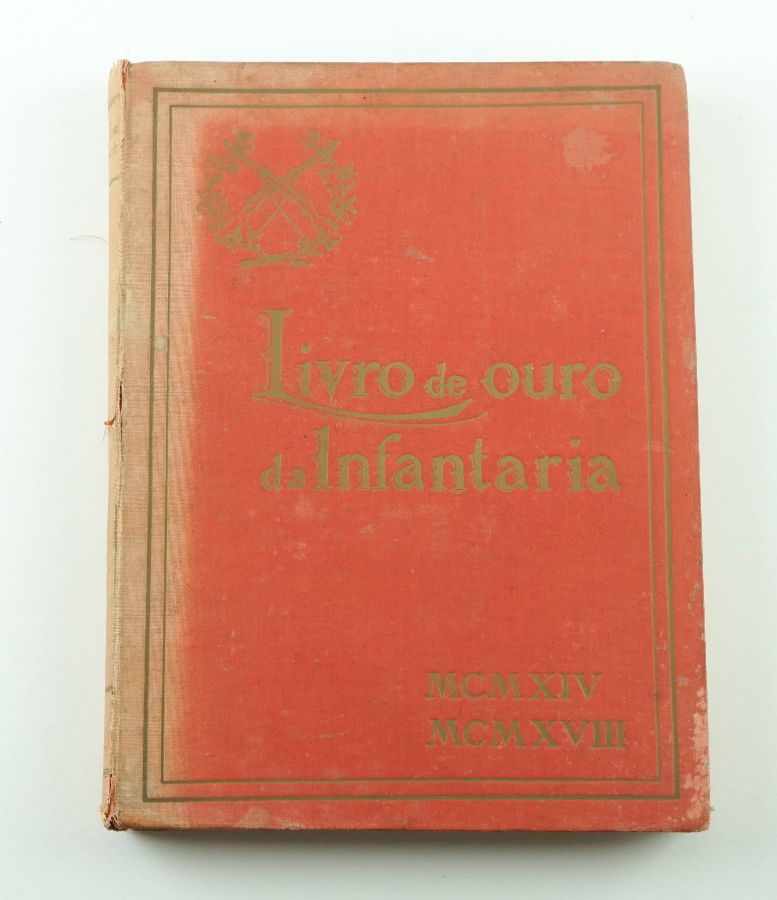 Livro de ouro
da Infantaria
MCMXIV
MCMXVIII